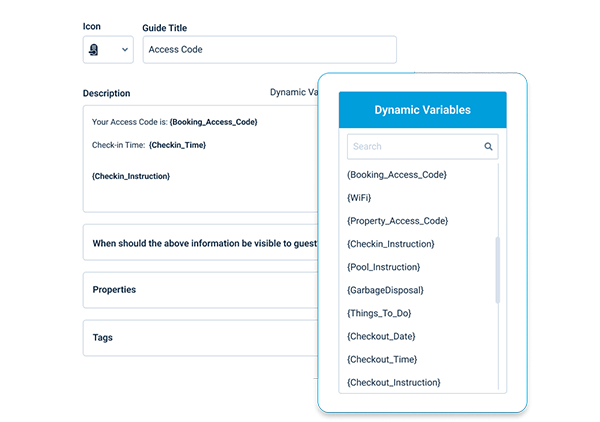 Icon
Guide Title
Access Code
Description
Dynamic
Your Access Code is: {Booking_Access_Code}
Check-in Time: {Checkin_Time}
{Checkin_Instruction}
When should the above information be visible to guest
Properties
Tags
Dynamic Variables
Search
{Booking_Access_Code}
{WiFi}
{Property_Access_Code}
{Checkin_Instruction}
{Pool_Instruction}
{GarbageDisposal}
{Things_To_Do}
{Checkout_Date}
{Checkout_Time}
{Checkout_Instruction}